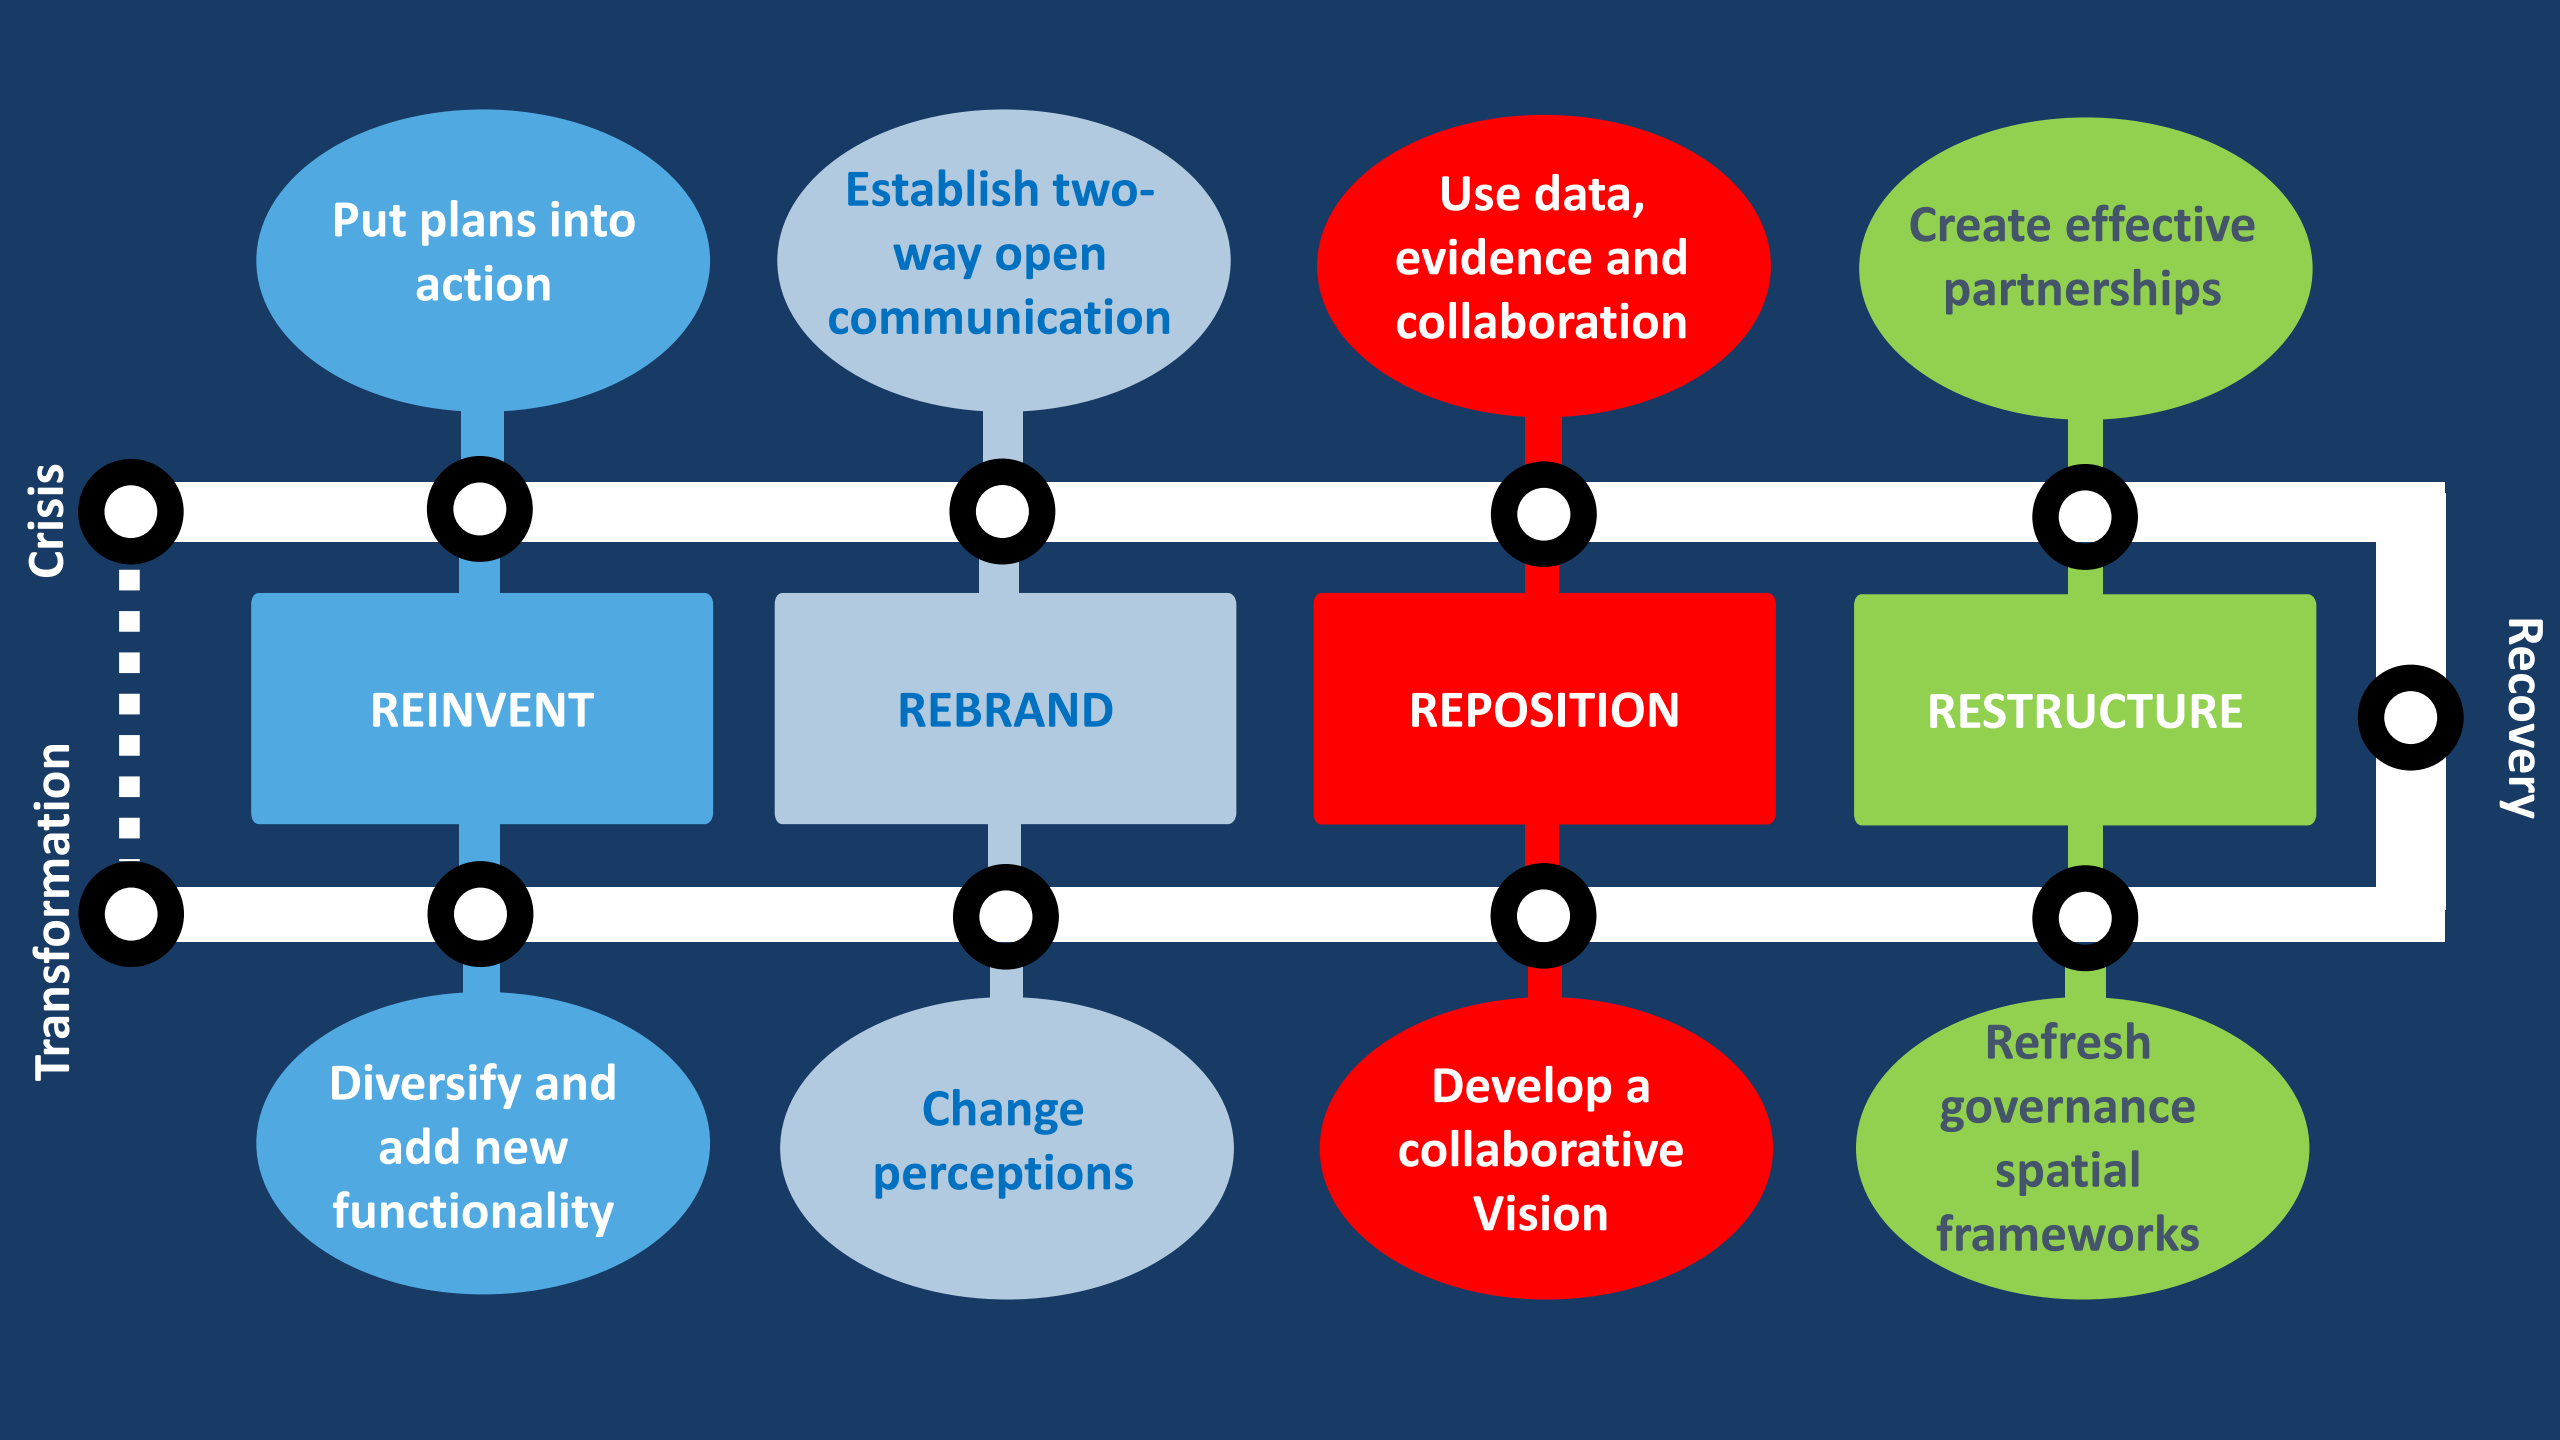 Put plans into
action
Establish two-
way open
communication
Use data,
evidence and
collaboration
Create effective
partnerships
Crisis
REINVENT
REBRAND
REPOSITION
RESTRUCTURE
Recovery
Transformation
Diversify and
add new
functionality
Change
perceptions
Develop a
collaborative
Vision
Refresh
governance
spatial
frameworks